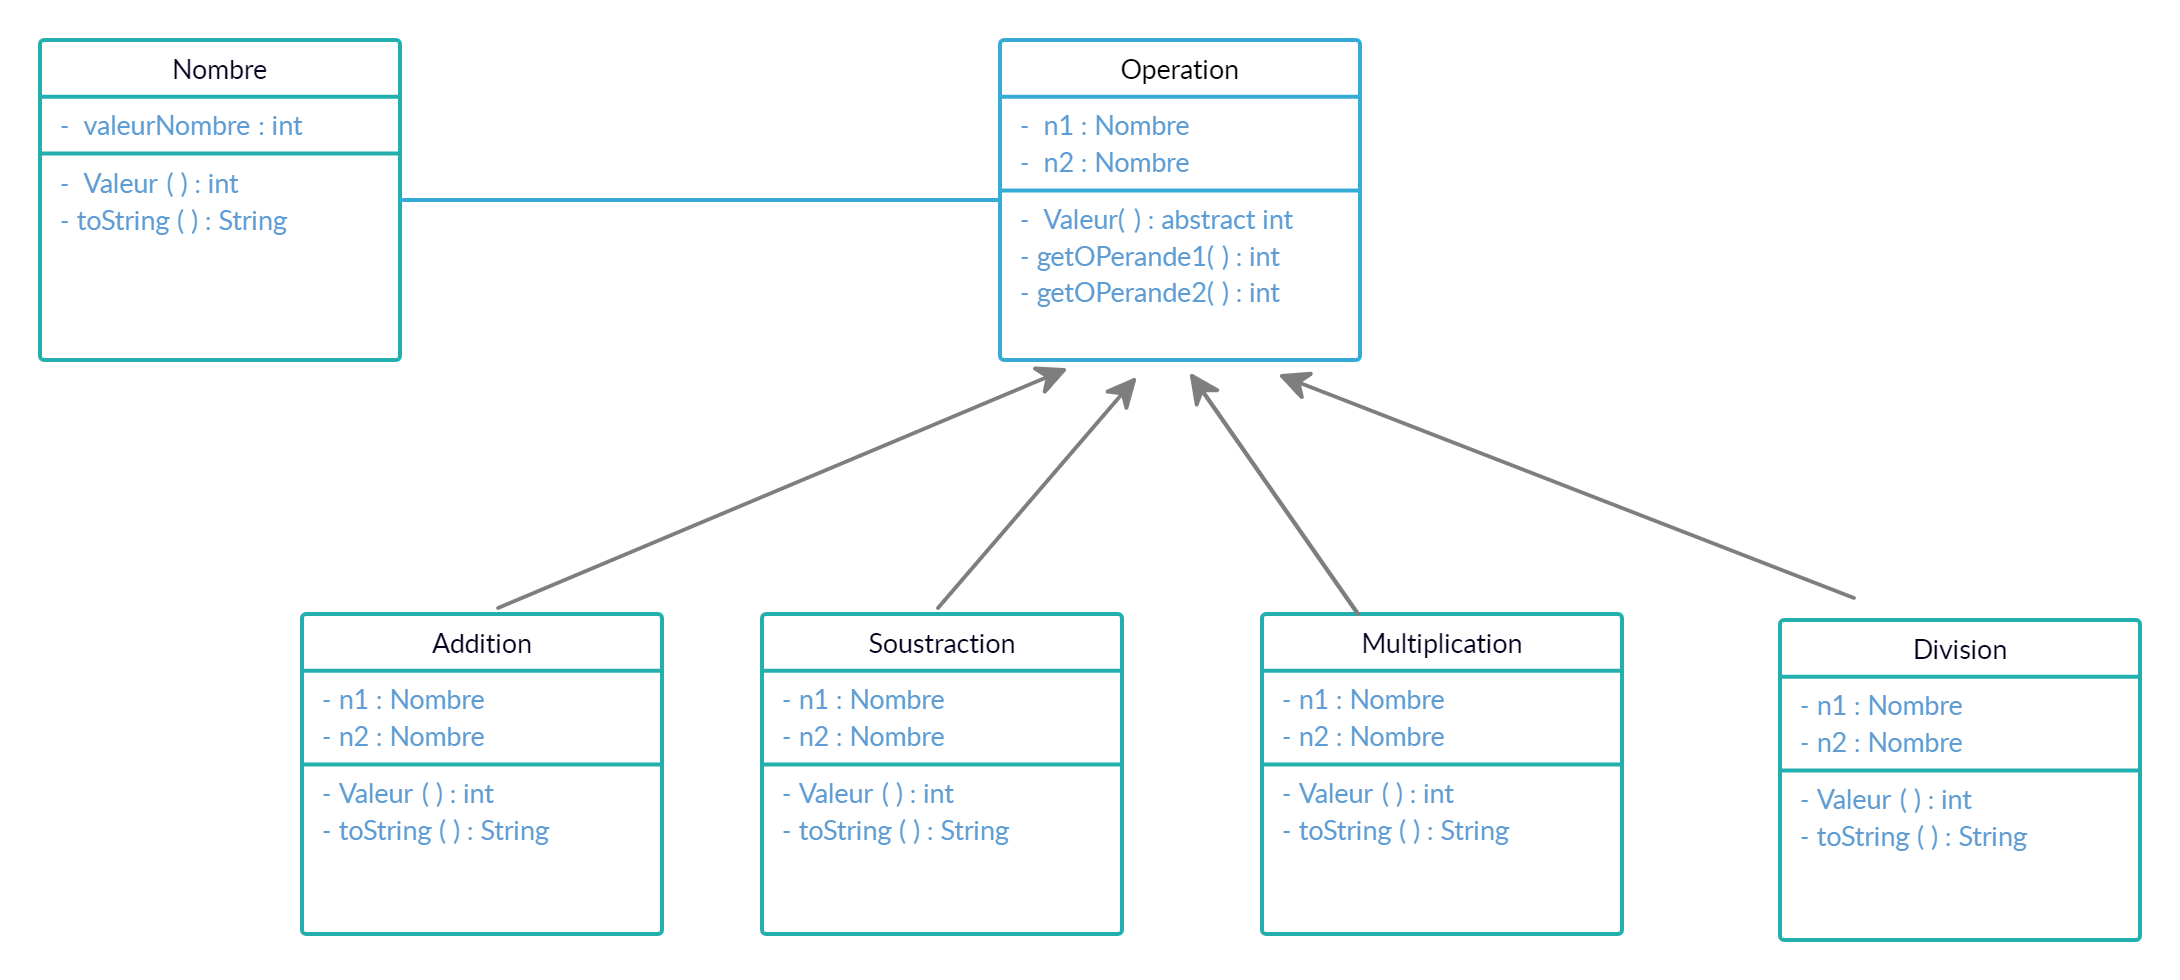 Nombre
- valeurNombre : int
- Valeur ( ) : int
- toString ( ) : String
Operation
- n1 : Nombre
- n2 : Nombre
- Valeur( ) : abstract int
- getOPerande1( ) : int
- getOPerande2( ) : int
Addition
- n1 : Nombre
- n2 : Nombre
- Valeur ( ) : int
- toString ( ) : String
Soustraction
- n1 : Nombre
- n2 : Nombre
- Valeur ( ) : int
- toString ( ) : String
Multiplication
- n1 : Nombre
- n2 : Nombre
- Valeur ( ) : int
- toString ( ) : String
Division
- n1 : Nombre
- n2 : Nombre
- Valeur ( ) : int
- toString ( ) : String